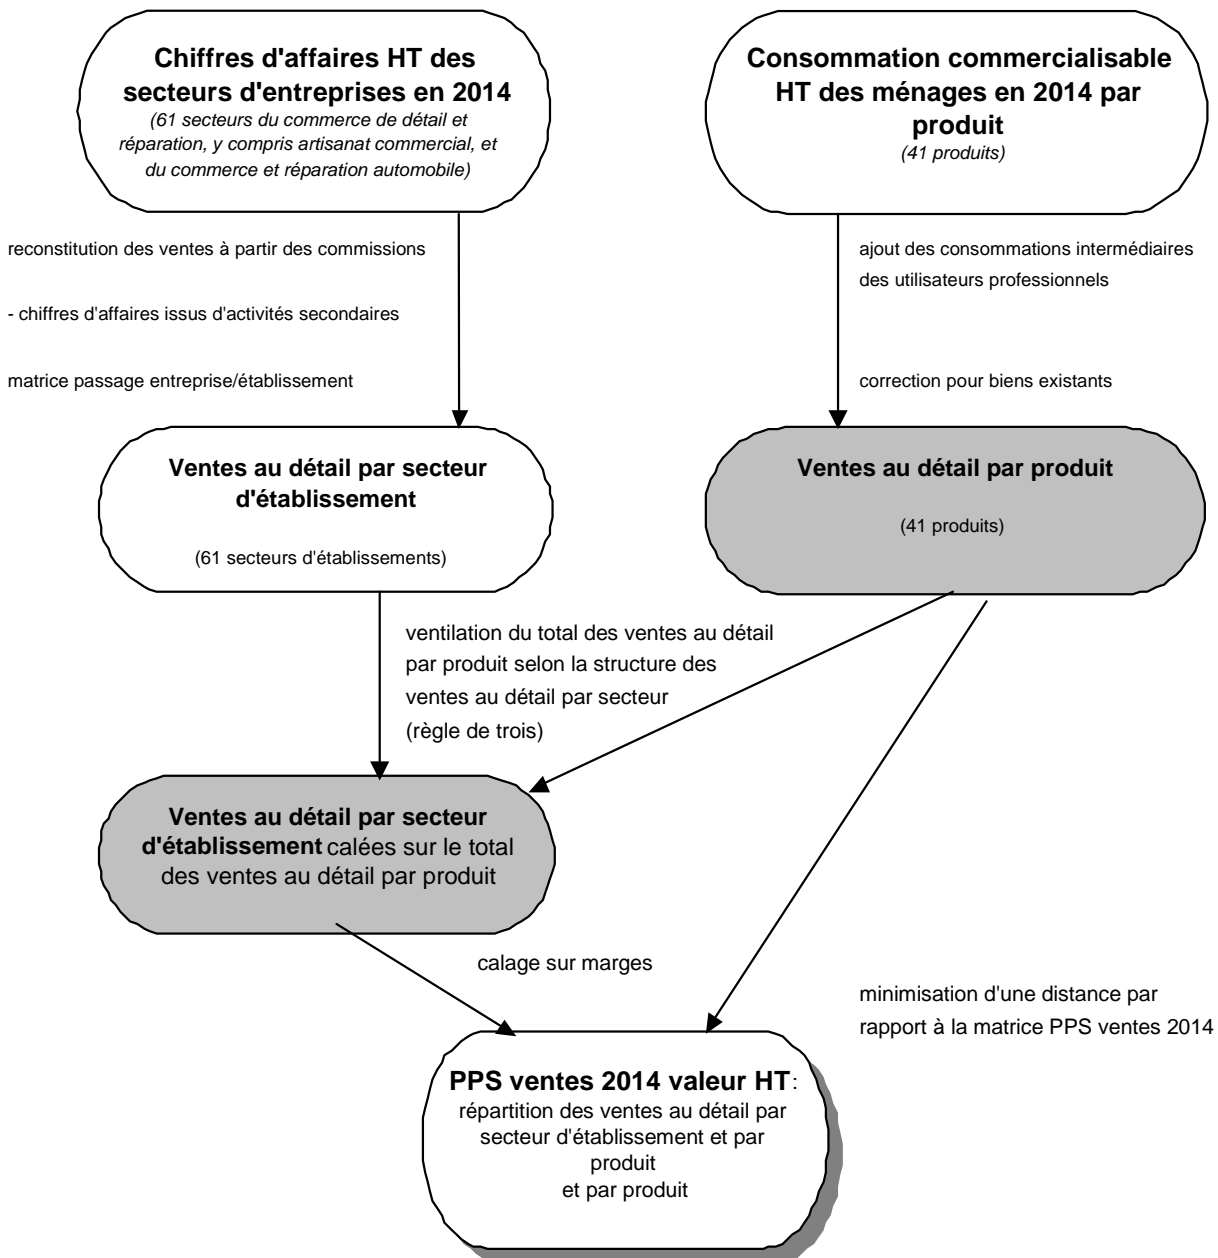 Chiffres d'affaires HT des
secteurs d'entreprises en 2014
(61 secteurs du commerce de détail et
réparation, y compris artisanat commercial, et
du commerce et réparation automobile)
Consommation commercialisable
HT des ménages en 2014 par
produit
(41 produits)
reconstitution des ventes à partir des commissions
- chiffres d'affaires issus d'activités secondaires
matrice passage entreprise/établissement
ajout des consommations intermédiaires
des utilisateurs professionnels
correction pour biens existants
Ventes au détail par secteur
d'établissement
(61 secteurs d'établissements)
Ventes au détail par produit
(41 produits)
ventilation du total des ventes au détail
par produit selon la structure des
ventes au détail par secteur
(règle de trois)
Ventes au détail par secteur
d'établissement calées sur le total
des ventes au détail par produit
calage sur marges
minimisation d'une distance par
rapport à la matrice PPS ventes 2014
PPS ventes 2014 valeur HT:
répartition des ventes au détail par
secteur d'établissement et par
produit
et par produit